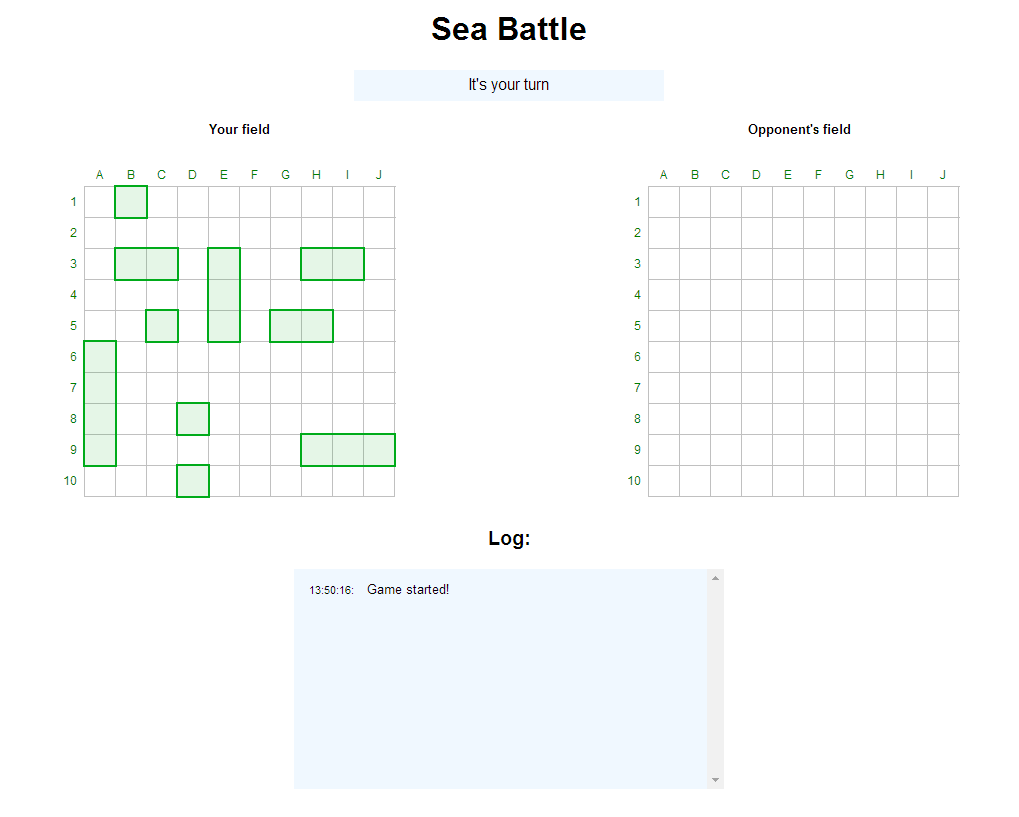 Sea Battle
It's your turn
Your field Opponent's field
A B C D E F G H I J A B C D E F G H I J
1 1
2 2
3 3
4 4
5 5
6 6
7 7
8 8
9 9
10 10
Log:
13:50:16: Game started!